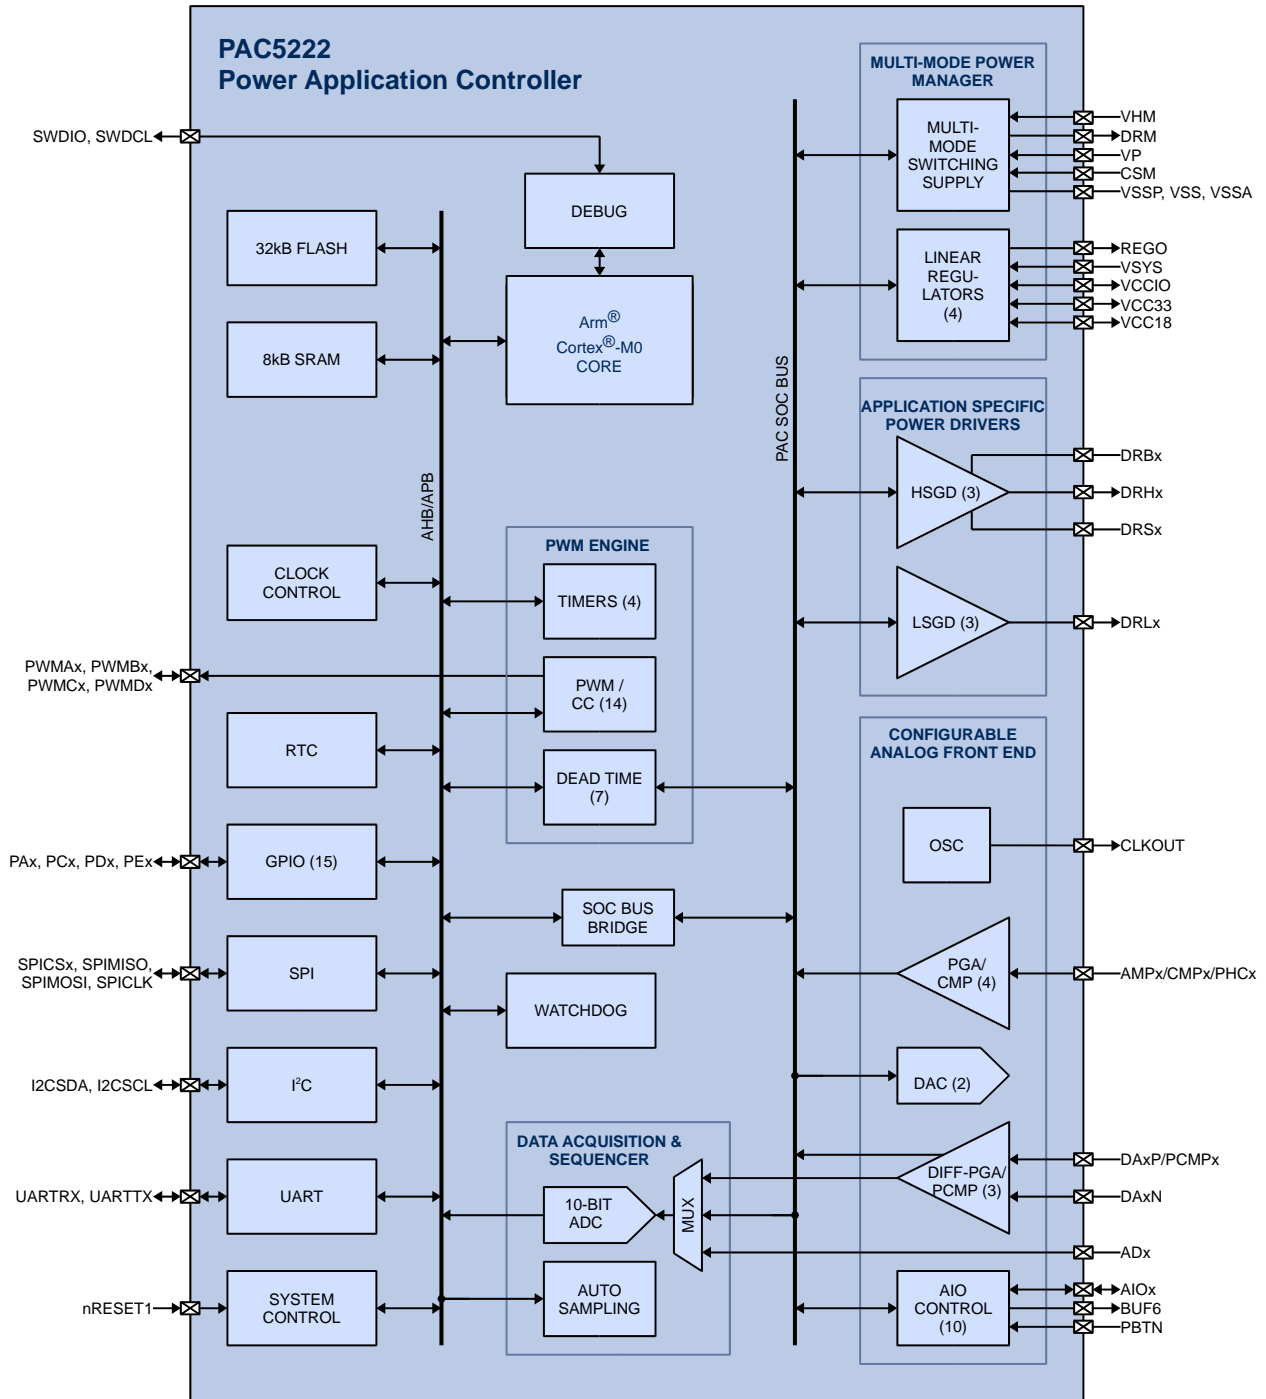 PAC5222
Power Application Controller
SWDIO, SWDCL
DEBUG
32kB FLASH
Arm®
Cortex®-M0
CORE
8kB SRAM
AHB/APB
PAC SOC BUS
CLOCK
CONTROL
PWM ENGINE
TIMERS (4)
PWMAx, PWMBx,
PWMCx, PWMDx
PWM /
CC (14)
RTC
DEAD TIME
(7)
PAx, PCx, PDx, PEx
GPIO (15)
SOC BUS
BRIDGE
SPICSx, SPIMISO,
SPIMOSI, SPICLK
SPI
WATCHDOG
I2CSDA, I2CSCL
I²C
DATA ACQUISITION &
SEQUENCER
UARTRX, UARTTX
UART
10-BIT
ADC
MUX
nRESET1
SYSTEM
CONTROL
AUTO
SAMPLING
MULTI-MODE POWER
MANAGER
MULTI-
MODE
SWITCHING
SUPPLY
VHM
DRM
VP
CSM
VSSP, VSS, VSSA
LINEAR
REGU-
LATORS
(4)
REGO
VSYS
VCCIO
VCC33
VCC18
APPLICATION SPECIFIC
POWER DRIVERS
HSGD (3)
DRBx
DRHx
DRSx
LSGD (3)
DRLx
CONFIGURABLE
ANALOG FRONT END
OSC
CLKOUT
PGA/
CMP (4)
AMPx/CMPx/PHCx
DAC (2)
DIFF-PGA/
PCMP (3)
DAxP/PCMPx
DAxN
ADx
AIO
CONTROL
(10)
AIOx
BUF6
PBTN